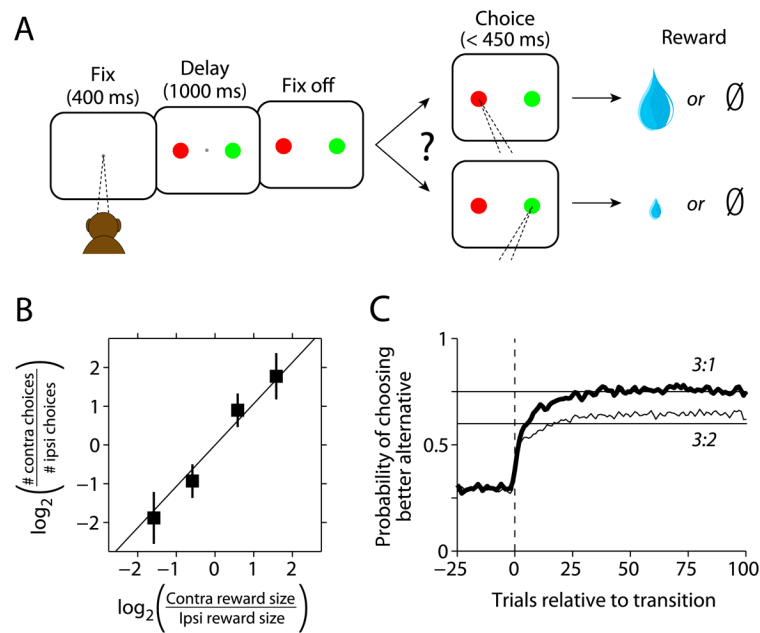 A
Fix
(400 ms)
Delay
(1000 ms)
Fix off
?
Choice
(< 450 ms)
Reward
or Ø
or Ø
B
log2(# contra choices / # ipsi choices)
2
1
0
−1
−2
−2 −1 0 1 2
log2(Contra reward size / Ipsi reward size)
C
Probability of choosing
better alternative
1
0.5
0
3:1
3:2
−25 0 25 50 75 100
Trials relative to transition